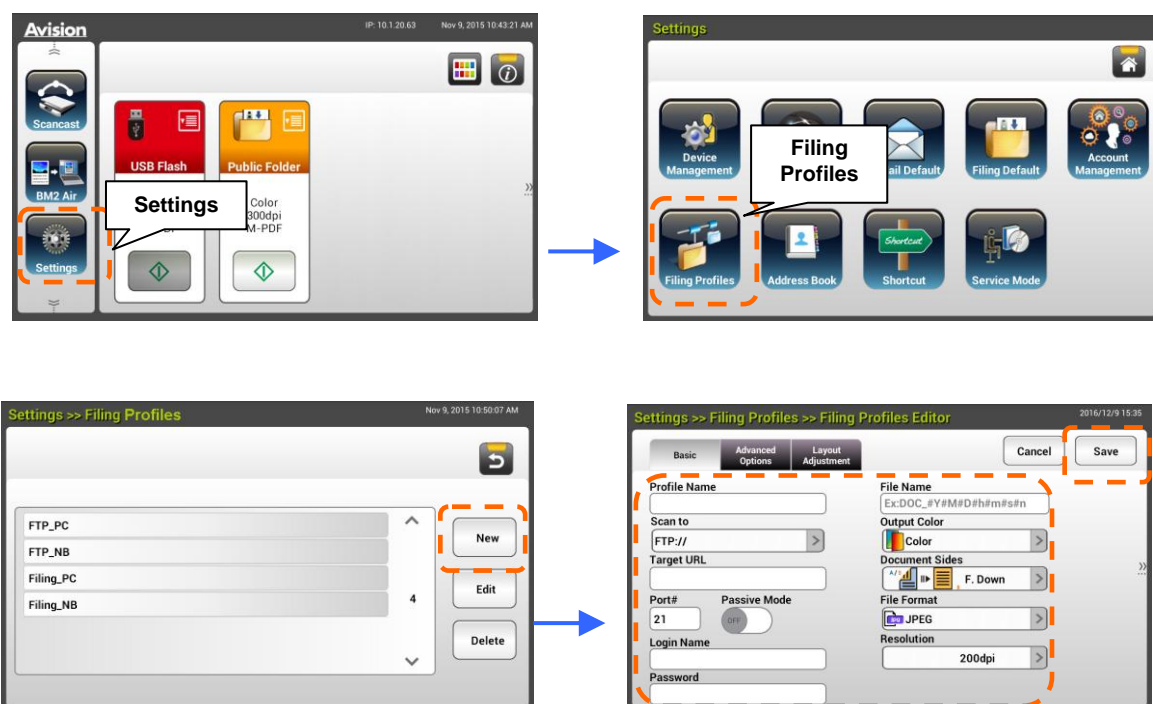 Avision
IP: 10.1.20.63 Nov 9, 2015 10:43:21 AM
Scancast
BM2 Air
Settings
USB Flash
Public Folder
Color
300dpi
M-PDF
Settings
Settings
Device
Management
ail Default
Filing Default
Account
Management
Filing
Profiles
Filing Profiles
Address Book
Shortcut
Shortcut
Service Mode
Settings >> Filing Profiles
Nov 9, 2015 10:50:07 AM
FTP_PC
FTP_NB
Filing_PC
Filing_NB
4
New
Edit
Delete
Settings >> Filing Profiles >> Filing Profiles Editor
2016/12/9 15:35
Basic
Advanced
Options
Layout
Adjustment
Cancel
Save
Profile Name
Scan to
FTP://
Target URL
Port# Passive Mode
21 OFF
Login Name
Password
File Name
Ex:DOC_#Y#M#D#h#m#s#n
Output Color
Color
Document Sides
F. Down
File Format
JPEG
Resolution
200dpi